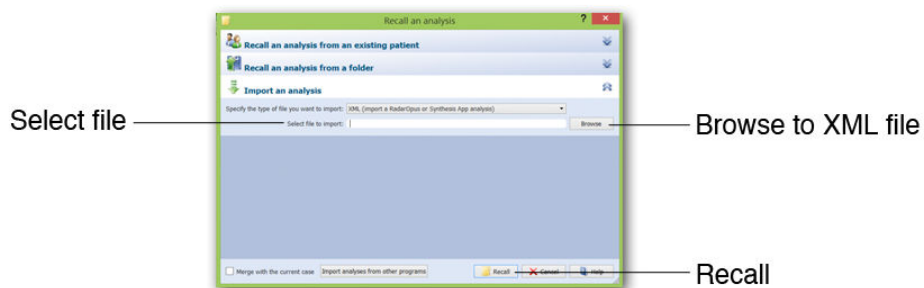 Recall an analysis
?
Recall an analysis from an existing patient
Recall an analysis from a folder
Import an analysis
Specify the type of file you want to import: XML (import a RadarOpus or Synthesis App analysis)
Select file
Select file to import:
Browse
Browse to XML file
Merge with the current case
Import analyses from other programs
Recall
Cancel
Help
Recall